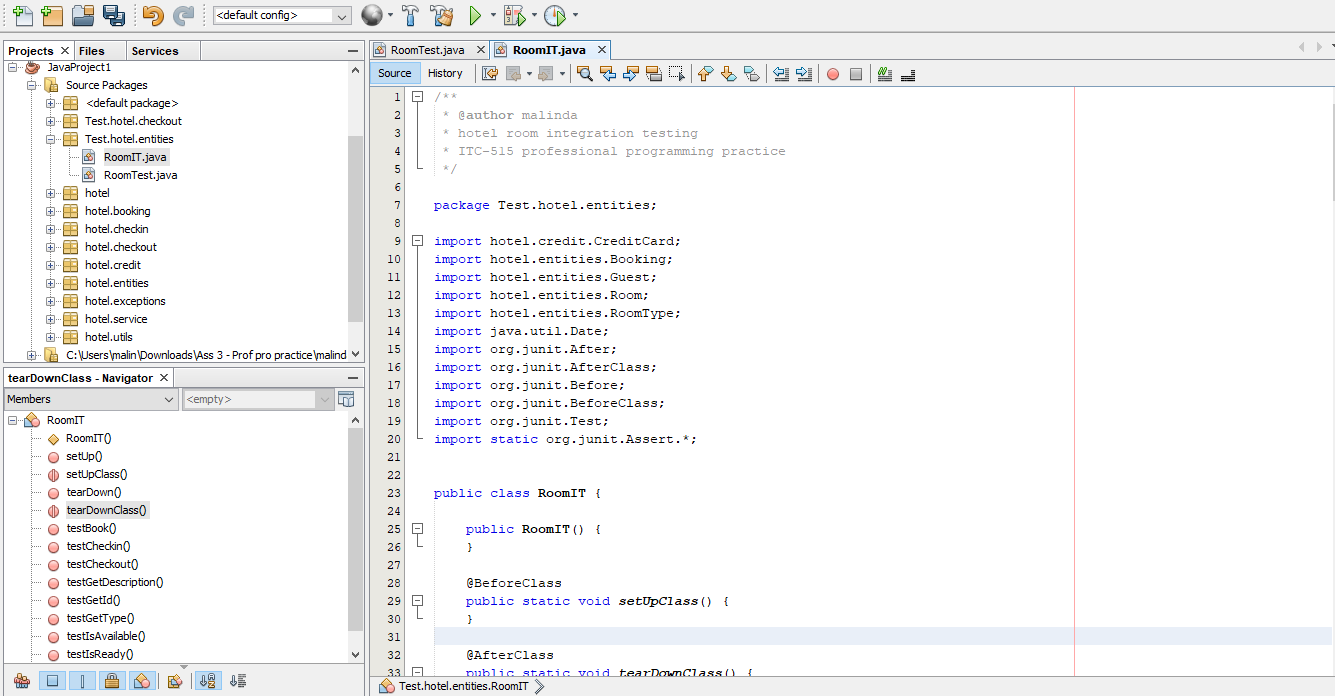 <default config>
Projects
Files
Services
JavaProject1
Source Packages
<default package>
Test.hotel.checkout
Test.hotel.entities
RoomIT.java
RoomTest.java
hotel
hotel.booking
hotel.checkin
hotel.checkout
hotel.credit
hotel.entities
hotel.exceptions
hotel.service
hotel.utils
C:\Users\malin\Downloads\Ass 3 - Prof pro practice\malind
tearDownClass - Navigator
Members
<empty>
RoomIT
RoomIT()
setUp()
setUpClass()
tearDown()
tearDownClass()
testBook()
testCheckin()
testCheckout()
testGetDescription()
testGetId()
testGetType()
testIsAvailable()
testIsReady()
RoomTest.java
RoomIT.java
Source
History
1 /**
2 * @author malinda
3 * hotel room integration testing
4 * ITC-515 professional programming practice
5 */
6
7 package Test.hotel.entities;
8
9 import hotel.credit.CreditCard;
10 import hotel.entities.Booking;
11 import hotel.entities.Guest;
12 import hotel.entities.Room;
13 import hotel.entities.RoomType;
14 import java.util.Date;
15 import org.junit.After;
16 import org.junit.AfterClass;
17 import org.junit.Before;
18 import org.junit.BeforeClass;
19 import org.junit.Test;
20 import static org.junit.Assert.*;
21
22
23 public class RoomIT {
24
25 public RoomIT() {
26 }
27
28 @BeforeClass
29 public static void setUpClass() {
30 }
31
32 @AfterClass
33 public static void tearDownClass() {
Test.hotel.entities.RoomIT